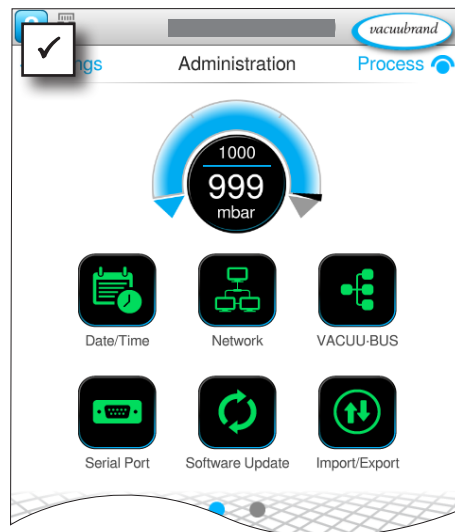 vacuubrand
ngs Administration Process
1000
999
mbar
Date/Time Network VACUU·BUS
Serial Port Software Update Import/Export